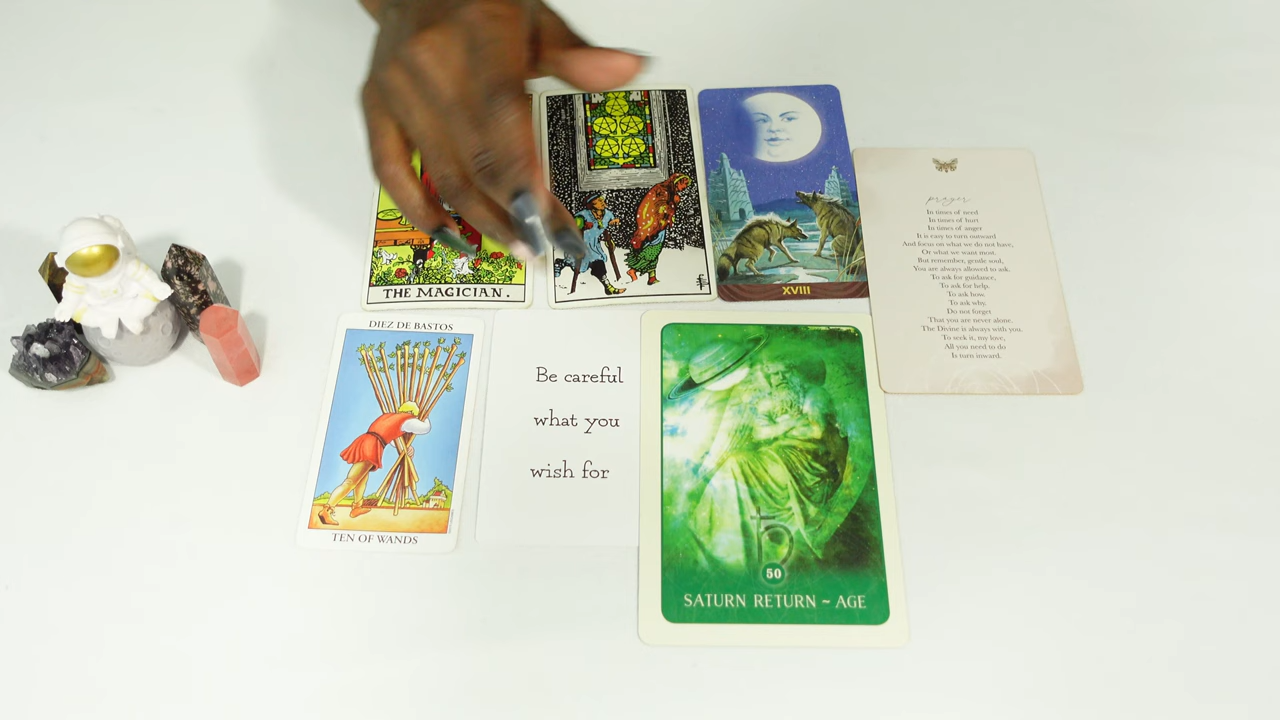 THE MAGICIAN.
XVIII
prayer
In times of need
In times of hurt
In times of anger
It is easy to turn outward
And focus on what we do not have,
Or what we want most.
But remember, gentle soul,
You are always allowed to ask.
To ask for guidance,
To ask for help.
To ask how.
To ask why.
Do not forget
That you are never alone.
The Divine is always with you.
To seek it, my love,
All you need to do
Is turn inward.
DIEZ DE BASTOS
TEN OF WANDS
Be careful
what you
wish for
50
SATURN RETURN ~ AGE